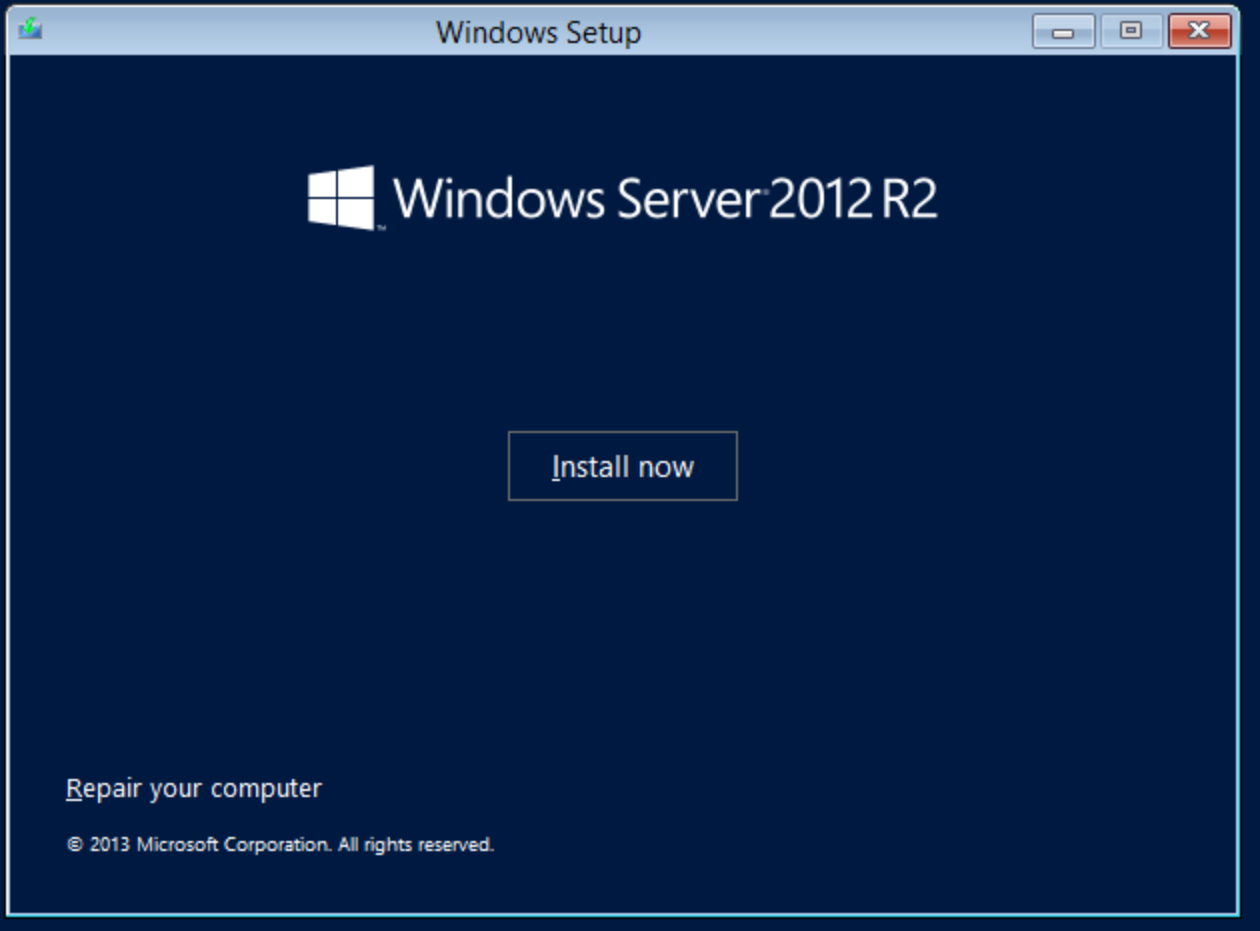 Windows Setup
Windows Server® 2012 R2
Install now
Repair your computer
© 2013 Microsoft Corporation. All rights reserved.